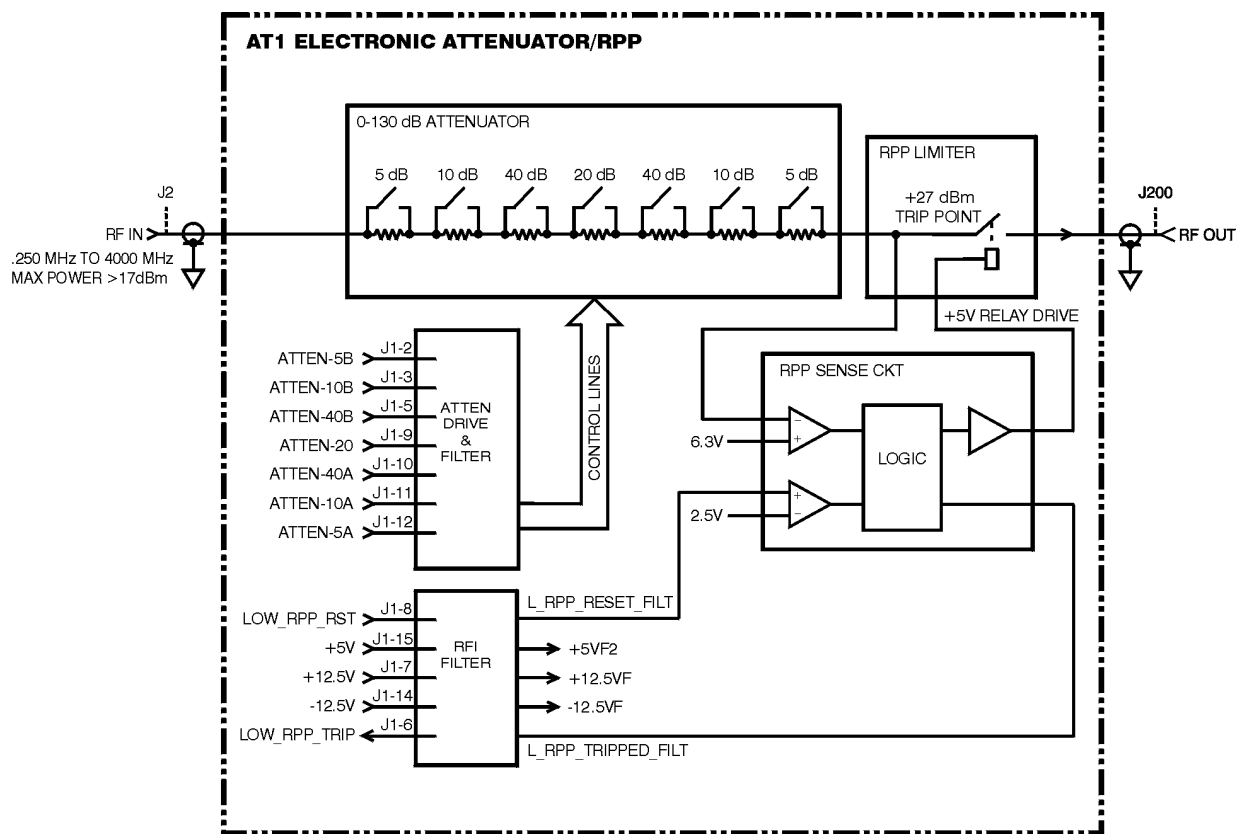 AT1 ELECTRONIC ATTENUATOR/RPP
0-130 dB ATTENUATOR
5 dB 10 dB 40 dB 20 dB 40 dB 10 dB 5 dB
J2
RF IN
.250 MHz TO 4000 MHz
MAX POWER >17dBm
RPP LIMITER
+27 dBm
TRIP POINT
J200
RF OUT
+5V RELAY DRIVE
ATTEN-5B J1-2
ATTEN-10B J1-3
ATTEN-40B J1-5
ATTEN-20 J1-9
ATTEN-40A J1-10
ATTEN-10A J1-11
ATTEN-5A J1-12
ATTEN
DRIVE
&
FILTER
CONTROL LINES
RPP SENSE CKT
6.3V
- 
+
2.5V
+
-
LOGIC
LOW_RPP_RST J1-8
+5V J1-15
+12.5V J1-7
-12.5V J1-14
LOW_RPP_TRIP J1-6
RFI
FILTER
L_RPP_RESET_FILT
+5VF2
+12.5VF
-12.5VF
L_RPP_TRIPPED_FILT